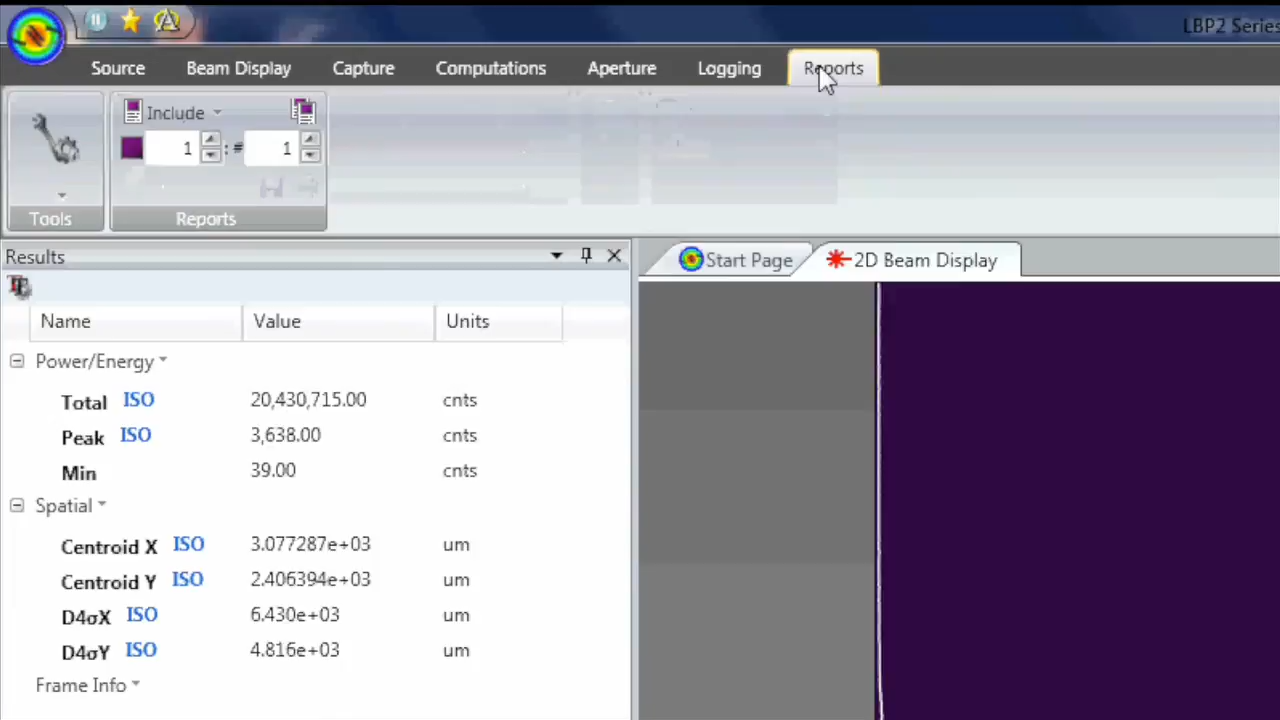 LBP2 Series
Source Beam Display Capture Computations Aperture Logging Reports
Include
1 : # 1
Tools Reports
Results
Start Page 2D Beam Display
Name Value Units
Power/Energy
Total ISO 20,430,715.00 cnts
Peak ISO 3,638.00 cnts
Min 39.00 cnts
Spatial
Centroid X ISO 3.077287e+03 um
Centroid Y ISO 2.406394e+03 um
D4σX ISO 6.430e+03 um
D4σY ISO 4.816e+03 um
Frame Info